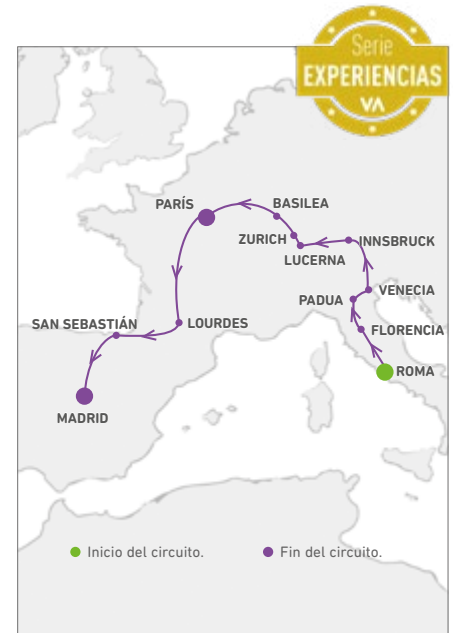 Serie
EXPERIENCIAS
VA
PARÍS
BASILEA
ZURICH
INNSBRUCK
LUCERNA
VENECIA
PADUA
SAN SEBASTIÁN
LOURDES
FLORENCIA
ROMA
MADRID
Inicio del circuito.
Fin del circuito.